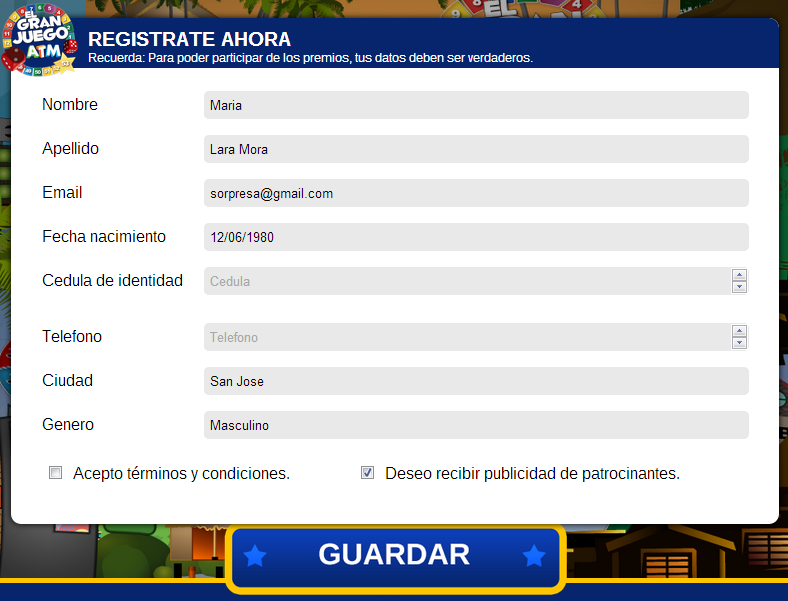 EL
GRAN
JUEGO
ATM
REGISTRATE AHORA
Recuerda: Para poder participar de los premios, tus datos deben ser verdaderos.
Nombre Maria
Apellido Lara Mora
Email sorpresa@gmail.com
Fecha nacimiento 12/06/1980
Cedula de identidad Cedula
Telefono Telefono
Ciudad San Jose
Genero Masculino
Acepto términos y condiciones. Deseo recibir publicidad de patrocinantes.
GUARDAR